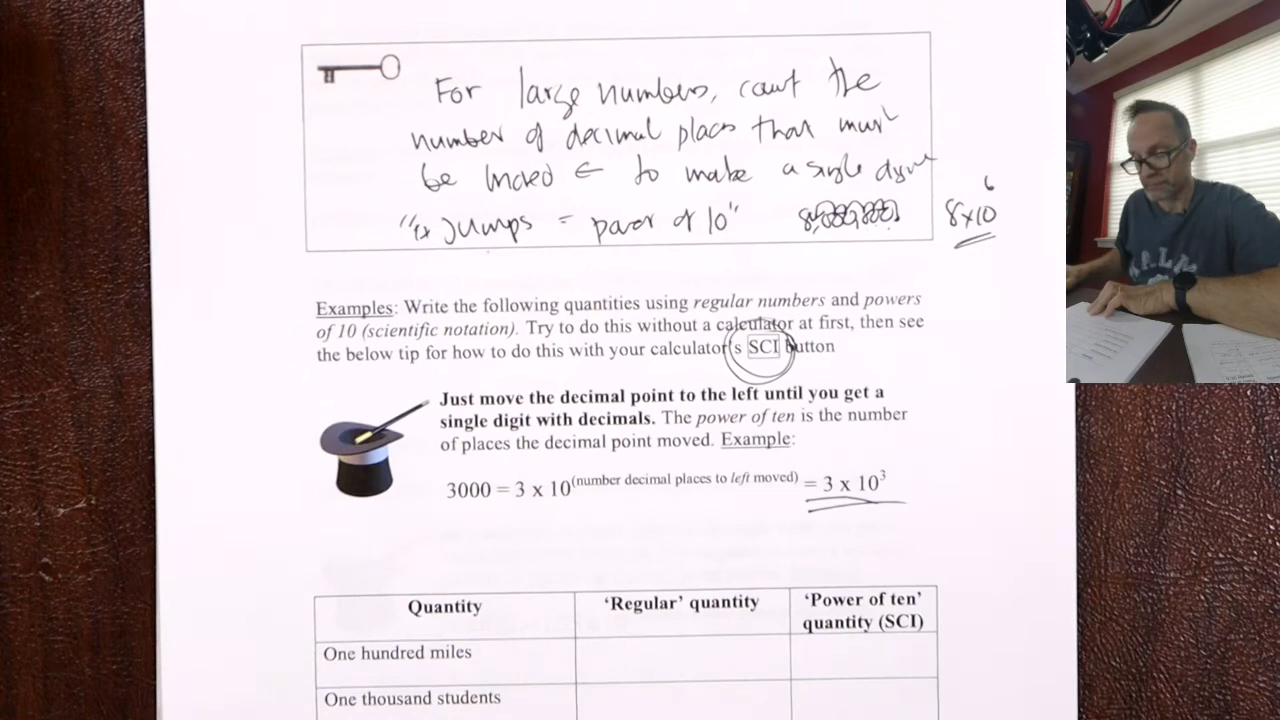 For large numbers, count the
number of decimal places that must
be moved ← to make a single
"Jumps = power of 10"
8 x 10⁶
Examples: Write the following quantities using regular numbers and powers
of 10 (scientific notation). Try to do this without a calculator at first, then see
the below tip for how to do this with your calculator's SCI button
Just move the decimal point to the left until you get a
single digit with decimals. The power of ten is the number
of places the decimal point moved. Example:
3000 = 3 x 10^(number decimal places to left moved) = 3 x 10³
Quantity 'Regular' quantity 'Power of ten'
quantity (SCI)
One hundred miles
One thousand students